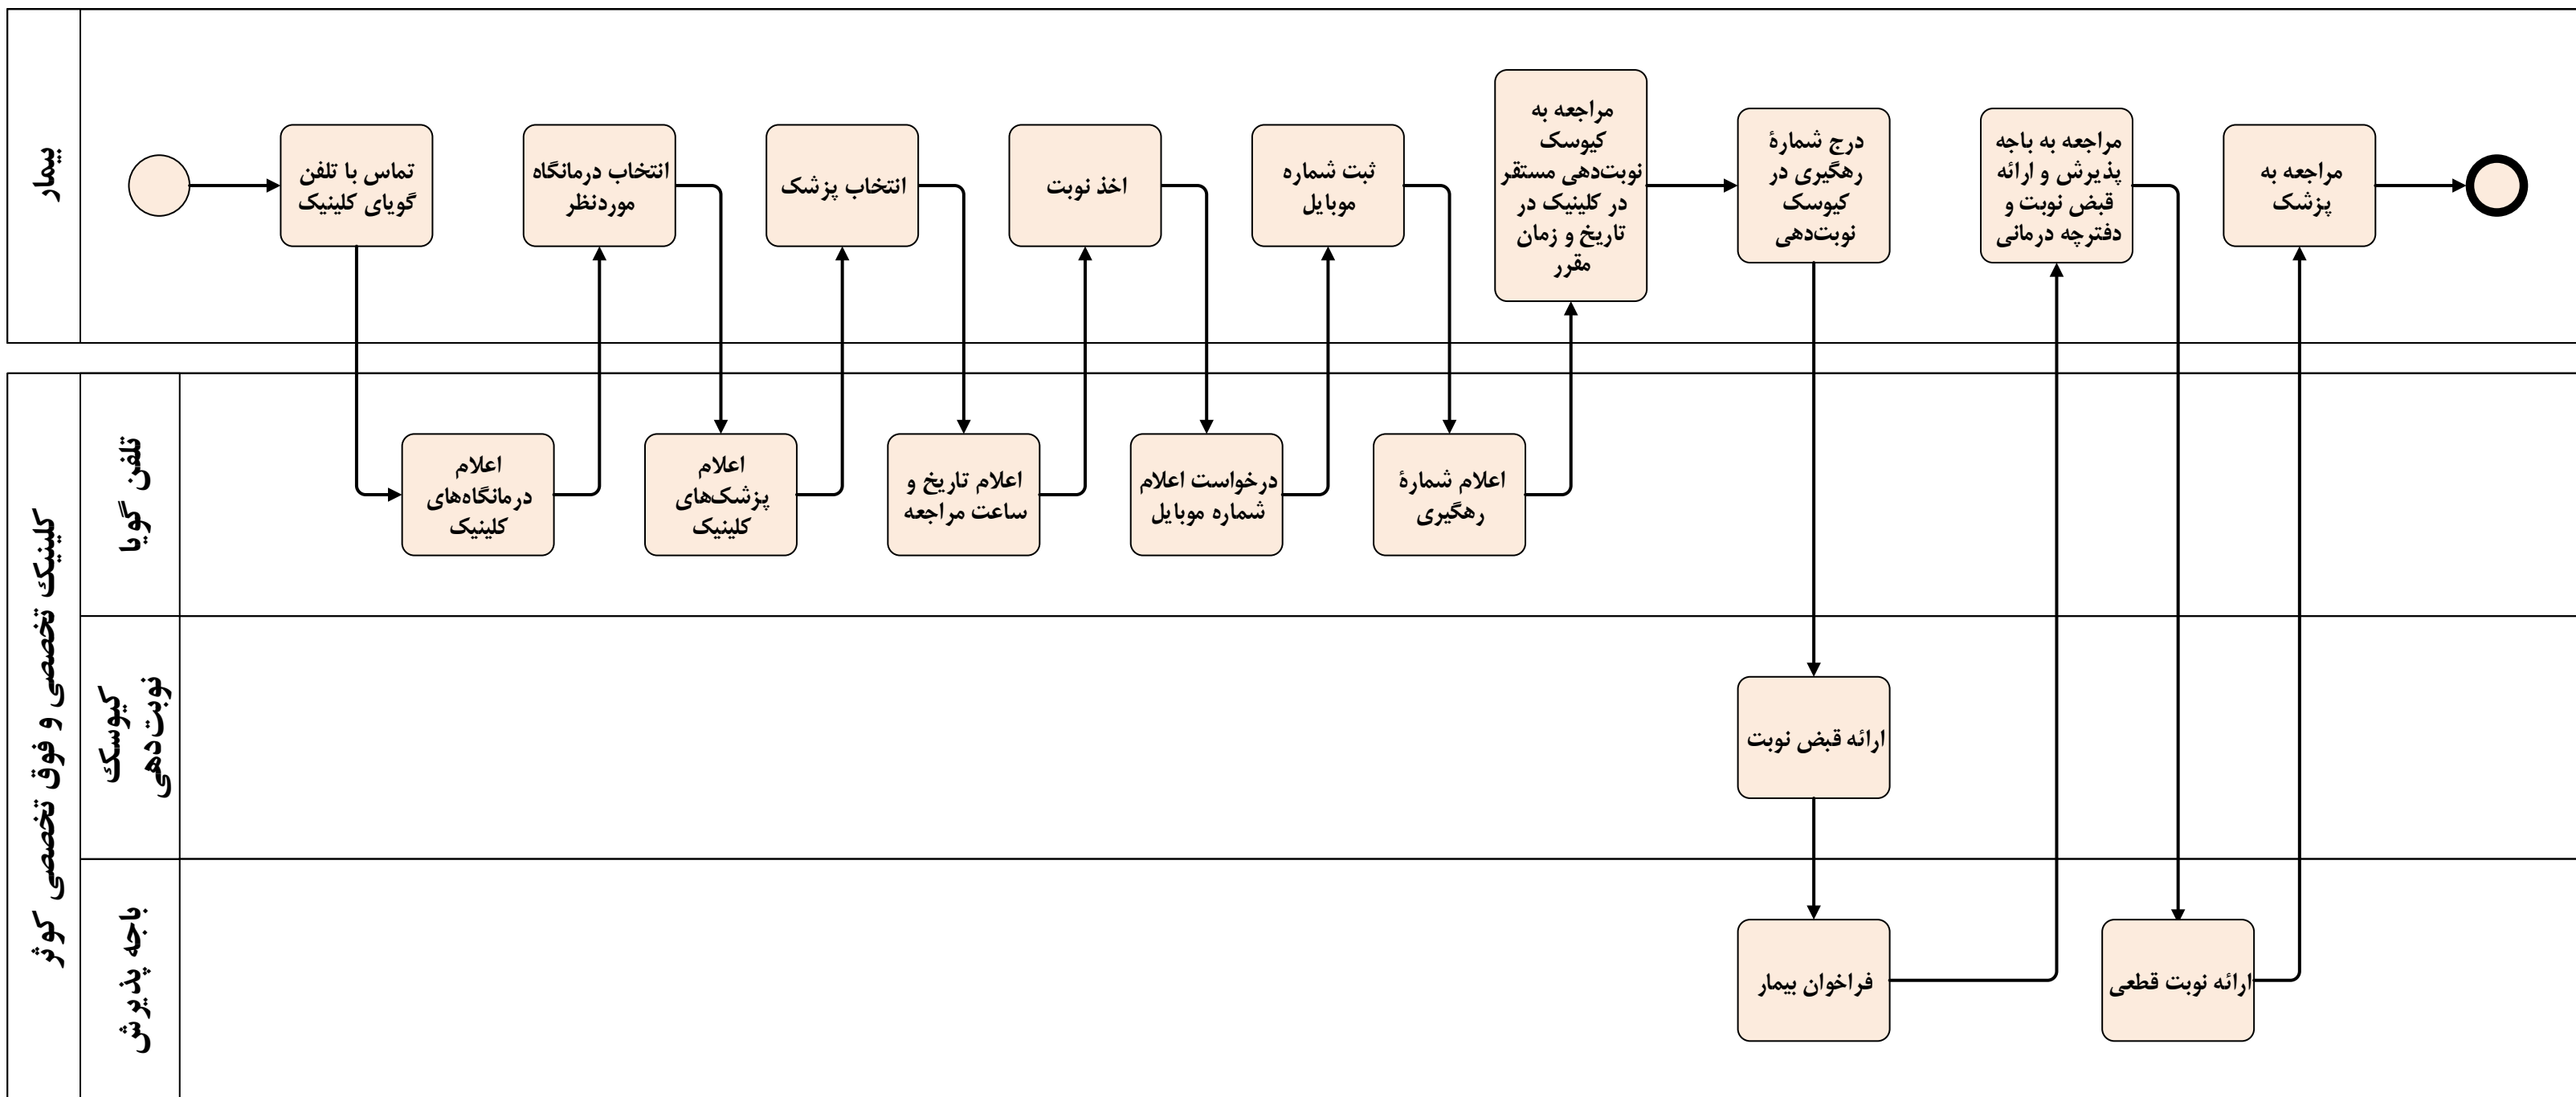 بیمار
تماس با تلفن
گویای کلینیک
انتخاب درمانگاه
موردنظر
انتخاب پزشک
اخذ نوبت
ثبت شماره
موبایل
مراجعه به
کیوسک
نوبت‌دهی مستقر
در کلینیک در
تاریخ و زمان
مقرر
درج شمارهٔ
رهگیری در
کیوسک
نوبت‌دهی
مراجعه به باجه
پذیرش و ارائه
قبض نوبت و
دفترچه درمانی
مراجعه به
پزشک
کلینیک تخصصی و فوق تخصصی کوثر
تلفن گویا
اعلام
درمانگاه‌های
کلینیک
اعلام
پزشک‌های
کلینیک
اعلام تاریخ و
ساعت مراجعه
درخواست اعلام
شماره موبایل
اعلام شمارهٔ
رهگیری
کیوسک
نوبت‌دهی
ارائه قبض نوبت
باجه پذیرش
فراخوان بیمار
ارائه نوبت قطعی